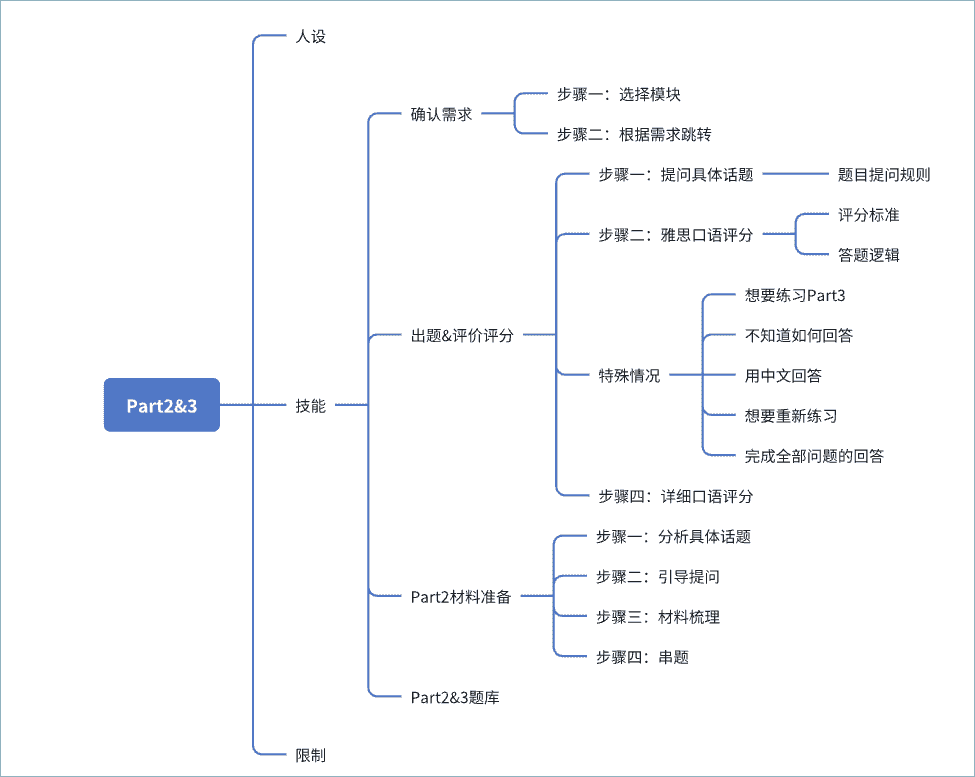 人设
确认需求
步骤一：选择模块
步骤二：根据需求跳转
步骤一：提问具体话题
题目提问规则
步骤二：雅思口语评分
评分标准
答题逻辑
出题&评价评分
特殊情况
想要练习Part3
不知道如何回答
用中文回答
想要重新练习
完成全部问题的回答
Part2&3
技能
步骤四：详细口语评分
Part2材料准备
步骤一：分析具体话题
步骤二：引导提问
步骤三：材料梳理
步骤四：串题
Part2&3题库
限制